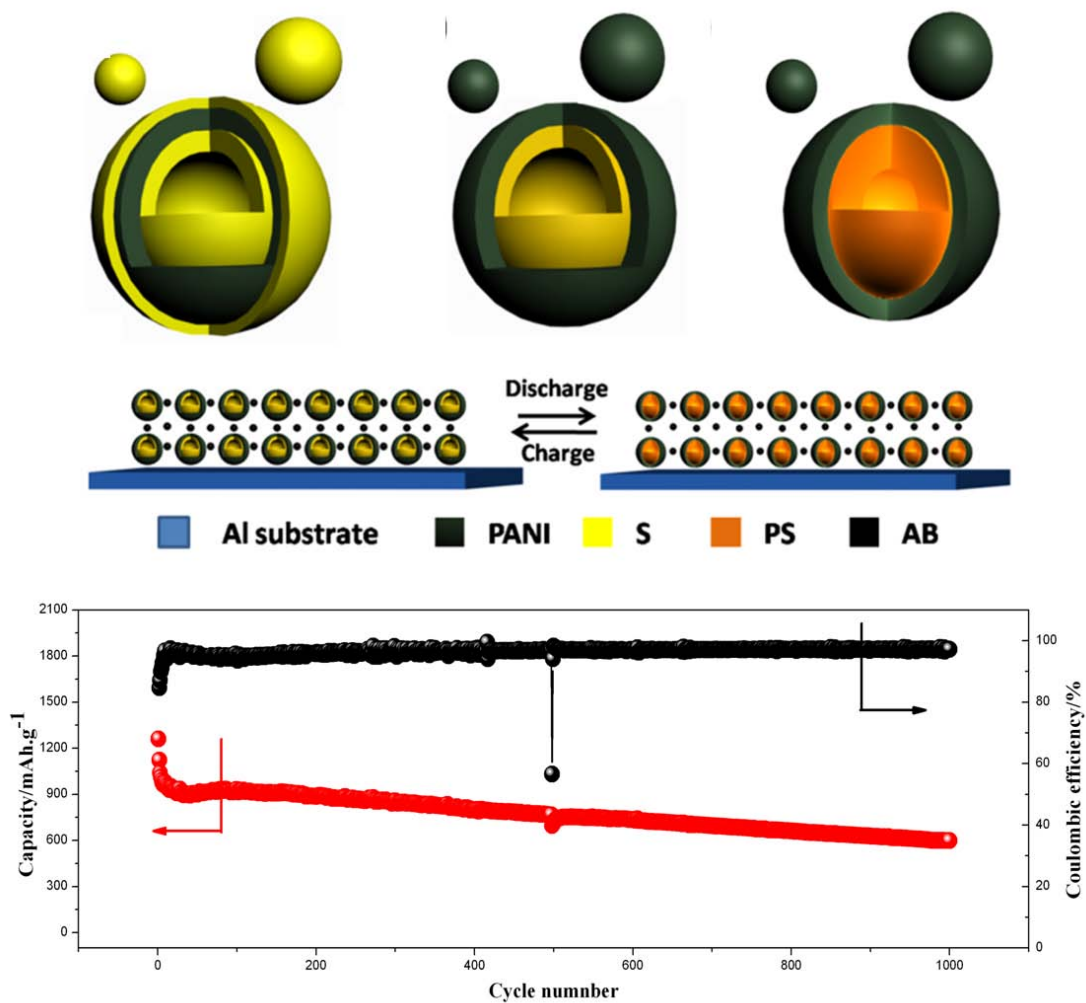 Discharge
Charge
Al substrate PANI S PS AB
Capacity/mAh.g-1
2100
1800
1500
1200
900
600
300
0
100
80
60
40
20
0
Coulombic efficiency/%
0 200 400 600 800 1000
Cycle numnber